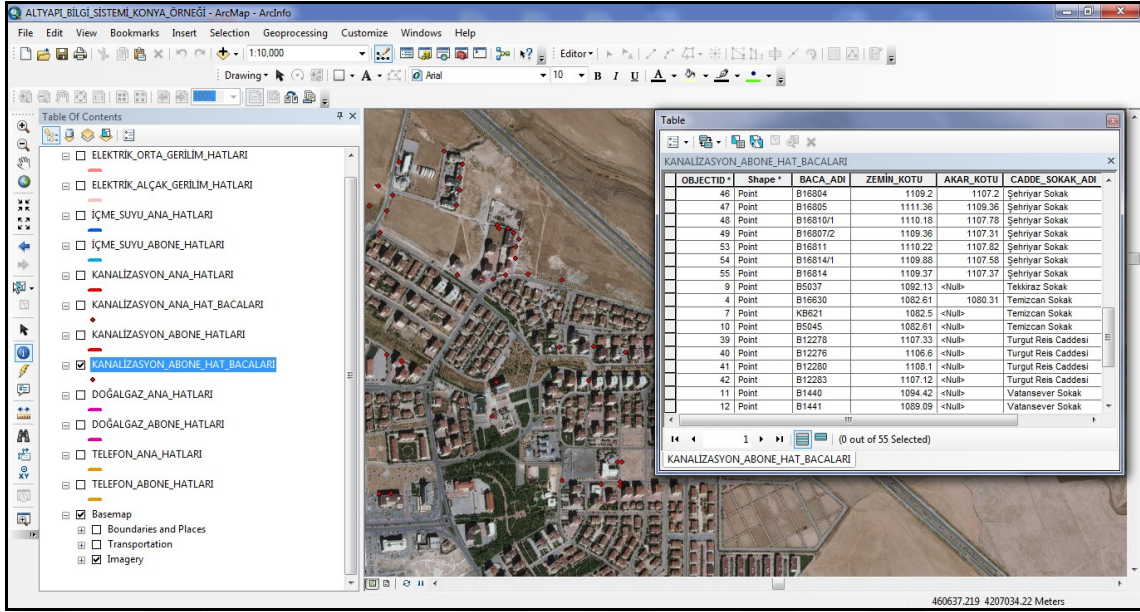 ALTYAPI_BİLGİ_SİSTEMİ_KONYA_ÖRNEĞİ - ArcMap - ArcInfo
File Edit View Bookmarks Insert Selection Geoprocessing Customize Windows Help
1:10,000 Editor
Drawing A Arial 10 B I U A
100%
Table Of Contents
ELEKTRİK_ORTA_GERİLİM_HATLARI
ELEKTRİK_ALÇAK_GERİLİM_HATLARI
İÇME_SUYU_ANA_HATLARI
İÇME_SUYU_ABONE_HATLARI
KANALİZASYON_ANA_HATLARI
KANALİZASYON_ANA_HAT_BACALARI
KANALİZASYON_ABONE_HATLARI
KANALİZASYON_ABONE_HAT_BACALARI
DOĞALGAZ_ANA_HATLARI
DOĞALGAZ_ABONE_HATLARI
TELEFON_ANA_HATLARI
TELEFON_ABONE_HATLARI
Basemap
Boundaries and Places
Transportation
Imagery
Table
KANALİZASYON_ABONE_HAT_BACALARI
OBJECTID * Shape * BACA_ADI ZEMİN_KOTU AKAR_KOTU CADDE_SOKAK_ADI
46 Point B16804 1109.2 1107.2 Şehriyar Sokak
47 Point B16805 1111.36 1109.36 Şehriyar Sokak
48 Point B16810/1 1110.18 1107.78 Şehriyar Sokak
49 Point B16807/2 1109.36 1107.31 Şehriyar Sokak
53 Point B16811 1110.22 1107.82 Şehriyar Sokak
54 Point B16814/1 1109.88 1107.58 Şehriyar Sokak
55 Point B16814 1109.37 1107.37 Şehriyar Sokak
9 Point B5037 1092.13 <Null> Tekkiraz Sokak
4 Point B16630 1082.61 1080.31 Temizcan Sokak
7 Point KB621 1082.5 <Null> Temizcan Sokak
10 Point B5045 1082.61 <Null> Temizcan Sokak
39 Point B12278 1107.33 <Null> Turgut Reis Caddesi
40 Point B12276 1106.6 <Null> Turgut Reis Caddesi
41 Point B12280 1108.1 <Null> Turgut Reis Caddesi
42 Point B12283 1107.12 <Null> Turgut Reis Caddesi
11 Point B1440 1094.42 <Null> Vatansever Sokak
12 Point B1441 1089.09 <Null> Vatansever Sokak
1 (0 out of 55 Selected)
KANALİZASYON_ABONE_HAT_BACALARI
460637.219 4207034.22 Meters